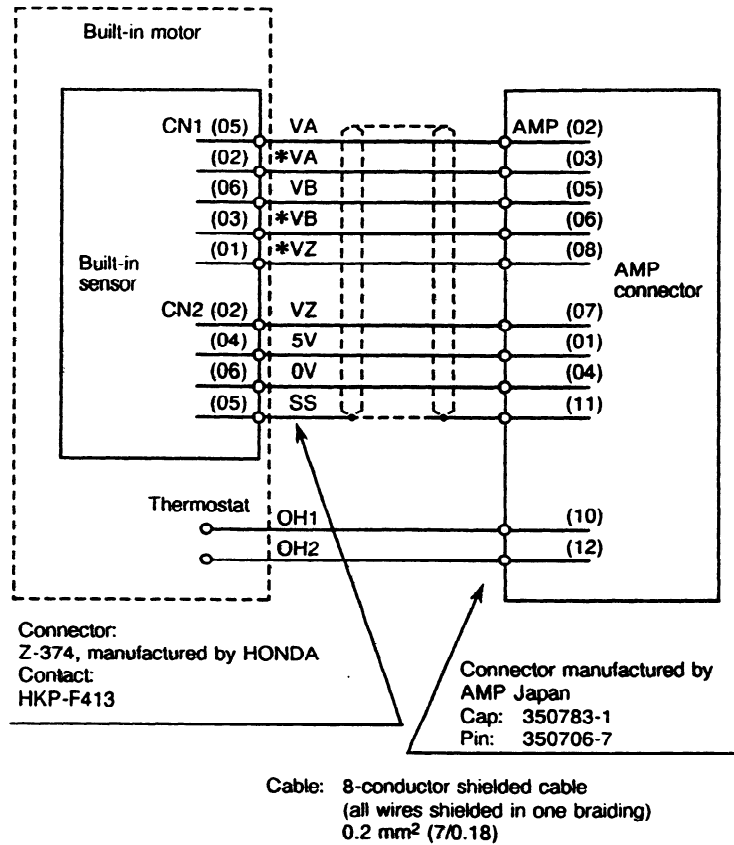 Built-in motor
CN1 (05) VA AMP (02)
(02) *VA (03)
(06) VB (05)
(03) *VB (06)
(01) *VZ (08)
Built-in
sensor
AMP
connector
CN2 (02) VZ (07)
(04) 5V (01)
(06) 0V (04)
(05) SS (11)
Thermostat
OH1 (10)
OH2 (12)
Connector:
Z-374, manufactured by HONDA
Contact:
HKP-F413
Connector manufactured by
AMP Japan
Cap: 350783-1
Pin: 350706-7
Cable: 8-conductor shielded cable
(all wires shielded in one braiding)
0.2 mm² (7/0.18)